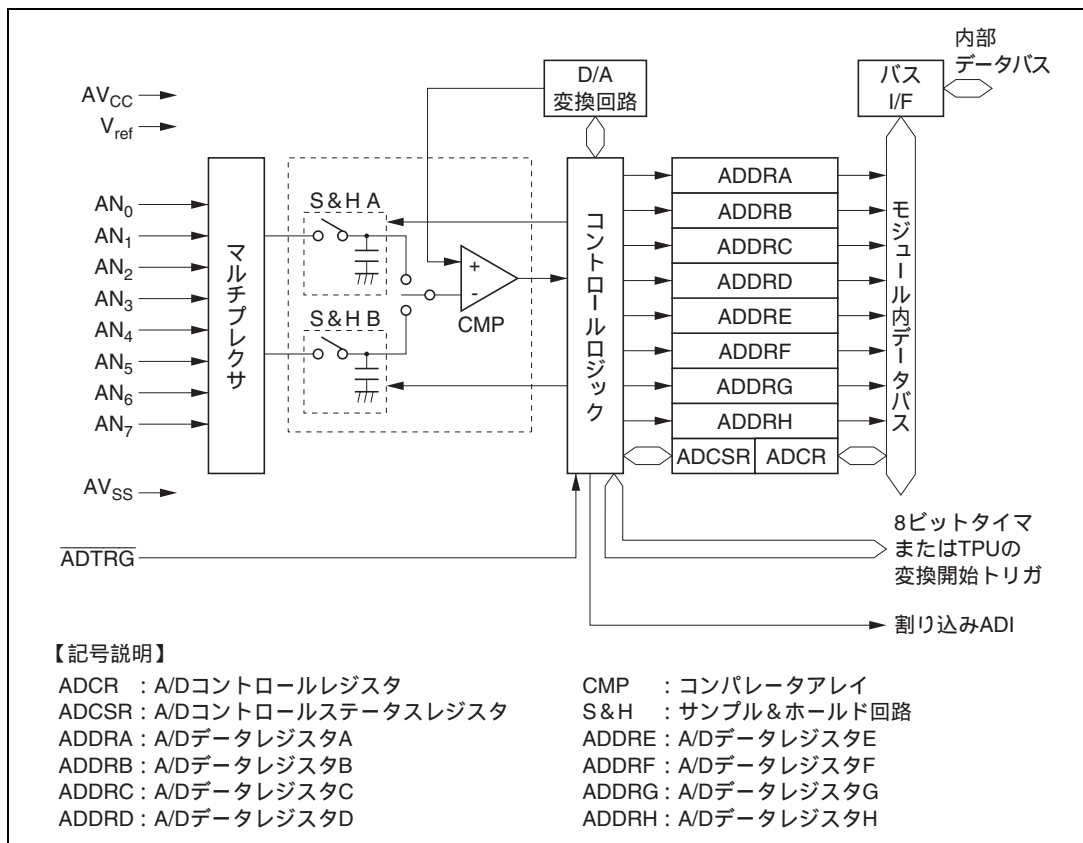 内部
データバス
D/A
変換回路
バス
I/F
AVCC
Vref
AN0
AN1
AN2
AN3
AN4
AN5
AN6
AN7
AVSS
ADTRG
マルチプレクサ
S&H A
S&H B
+
-
CMP
コントロールロジック
ADDRA
ADDRB
ADDRC
ADDRD
ADDRE
ADDRF
ADDRG
ADDRH
ADCSR
ADCR
モジュール内データバス
8ビットタイマ
またはTPUの
変換開始トリガ
割り込みADI
【記号説明】
ADCR : A/Dコントロールレジスタ
ADCSR : A/Dコントロールステータスレジスタ
ADDRA : A/DデータレジスタA
ADDRB : A/DデータレジスタB
ADDRC : A/DデータレジスタC
ADDRD : A/DデータレジスタD
CMP : コンパレータアレイ
S&H : サンプル&ホールド回路
ADDRE : A/DデータレジスタE
ADDRF : A/DデータレジスタF
ADDRG : A/DデータレジスタG
ADDRH : A/DデータレジスタH